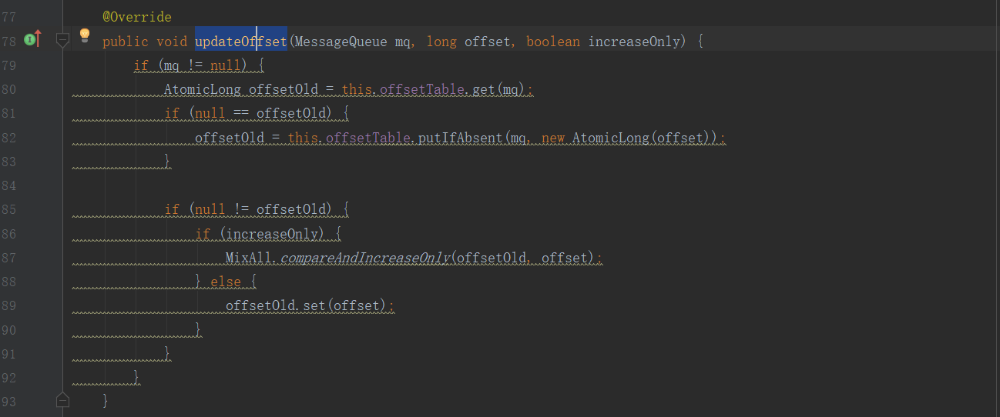 77 @Override
78 public void updateOffset(MessageQueue mq, long offset, boolean increaseOnly) {
79 if (mq != null) {
80 AtomicLong offsetOld = this.offsetTable.get(mq);
81 if (null == offsetOld) {
82 offsetOld = this.offsetTable.putIfAbsent(mq, new AtomicLong(offset));
83 }
84
85 if (null != offsetOld) {
86 if (increaseOnly) {
87 MixAll.compareAndIncreaseOnly(offsetOld, offset);
88 } else {
89 offsetOld.set(offset);
90 }
91 }
92 }
93 }